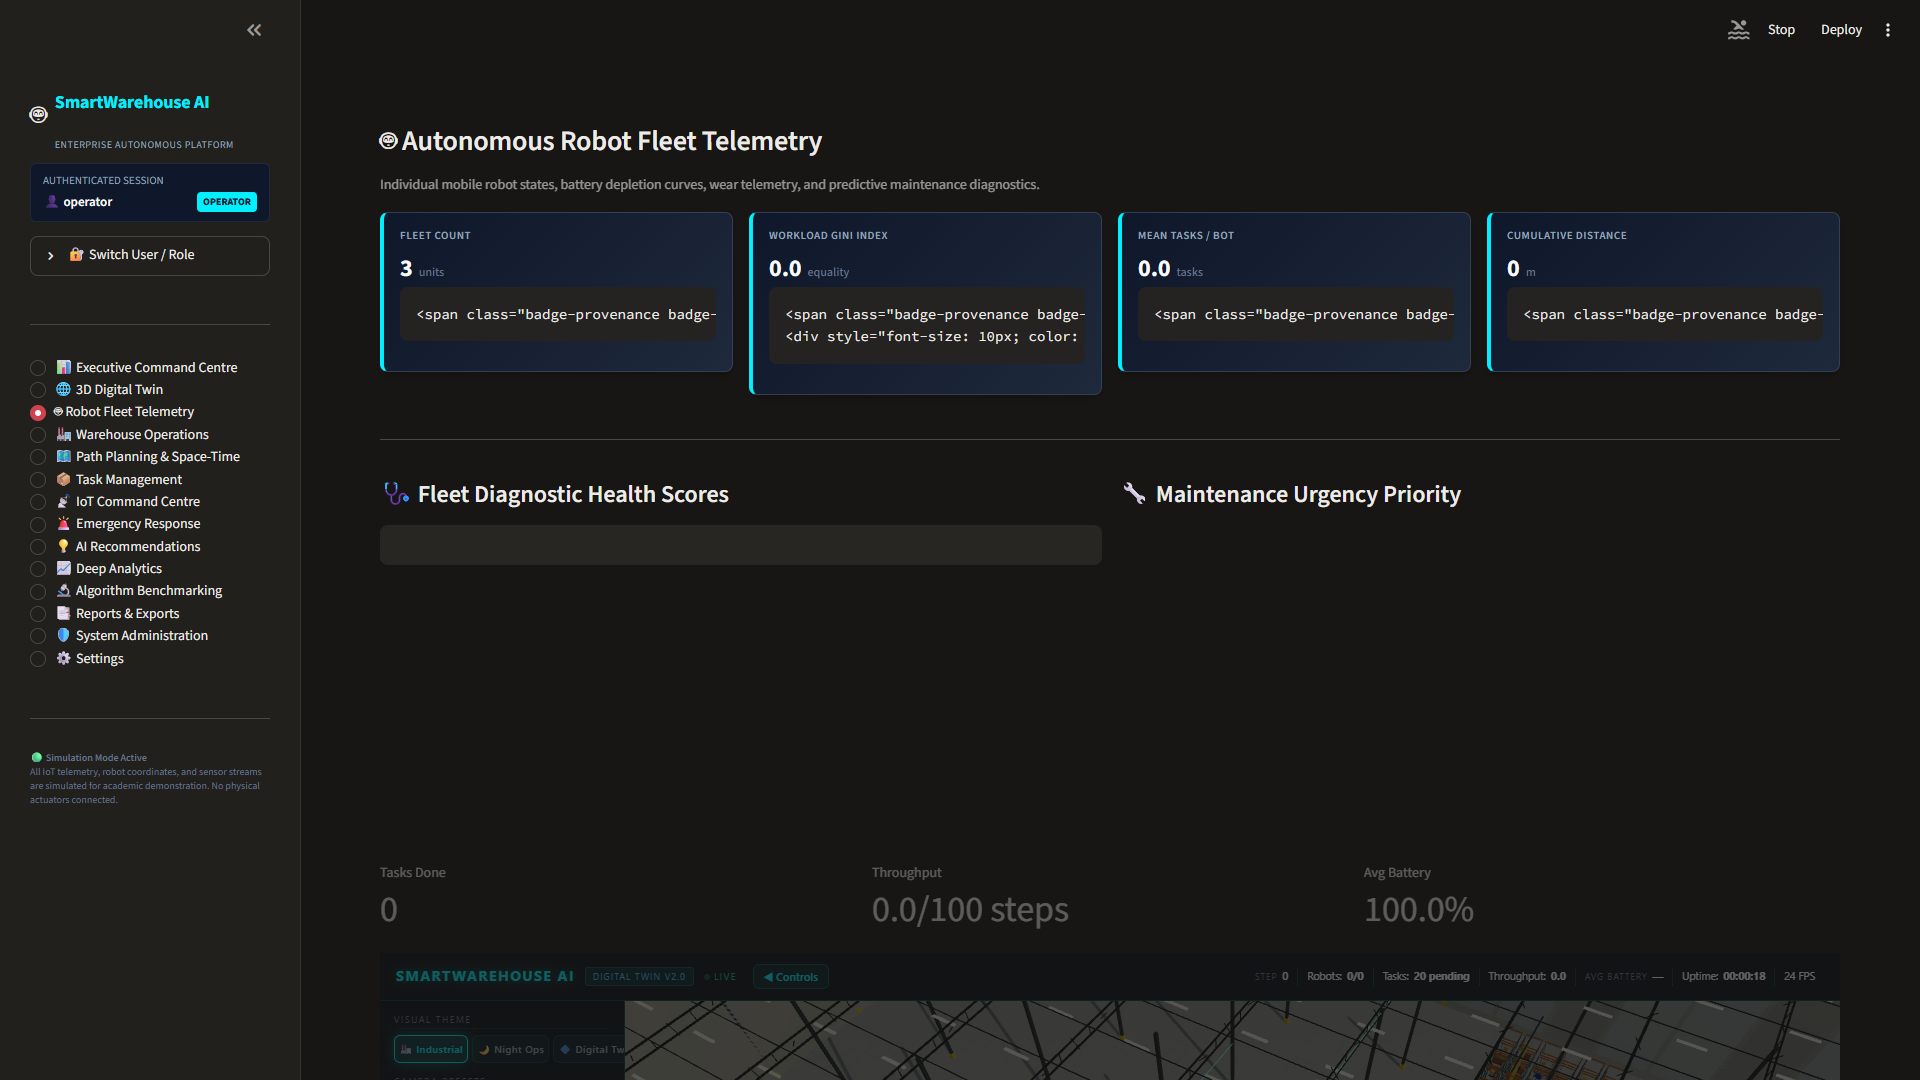 Stop
Deploy
SmartWarehouse AI
ENTERPRISE AUTONOMOUS PLATFORM
AUTHENTICATED SESSION
operator
OPERATOR
Switch User / Role
Executive Command Centre
3D Digital Twin
Robot Fleet Telemetry
Warehouse Operations
Path Planning & Space-Time
Task Management
IoT Command Centre
Emergency Response
AI Recommendations
Deep Analytics
Algorithm Benchmarking
Reports & Exports
System Administration
Settings
Simulation Mode Active
All IoT telemetry, robot coordinates, and sensor streams
are simulated for academic demonstration. No physical
actuators connected.
Autonomous Robot Fleet Telemetry
Individual mobile robot states, battery depletion curves, wear telemetry, and predictive maintenance diagnostics.
FLEET COUNT
3 units
<span class="badge-provenance badge-
WORKLOAD GINI INDEX
0.0 equality
<span class="badge-provenance badge-
<div style="font-size: 10px; color:
MEAN TASKS / BOT
0.0 tasks
<span class="badge-provenance badge-
CUMULATIVE DISTANCE
0 m
<span class="badge-provenance badge-
Fleet Diagnostic Health Scores
Maintenance Urgency Priority
Tasks Done
0
Throughput
0.0/100 steps
Avg Battery
100.0%
SMARTWAREHOUSE AI
DIGITAL TWIN V2.0
LIVE
◀ Controls
STEP 0
Robots: 0/0
Tasks: 20 pending
Throughput: 0.0
AVG BATTERY —
Uptime: 00:00:18
24 FPS
VISUAL THEME
Industrial
Night Ops
Digital Tw